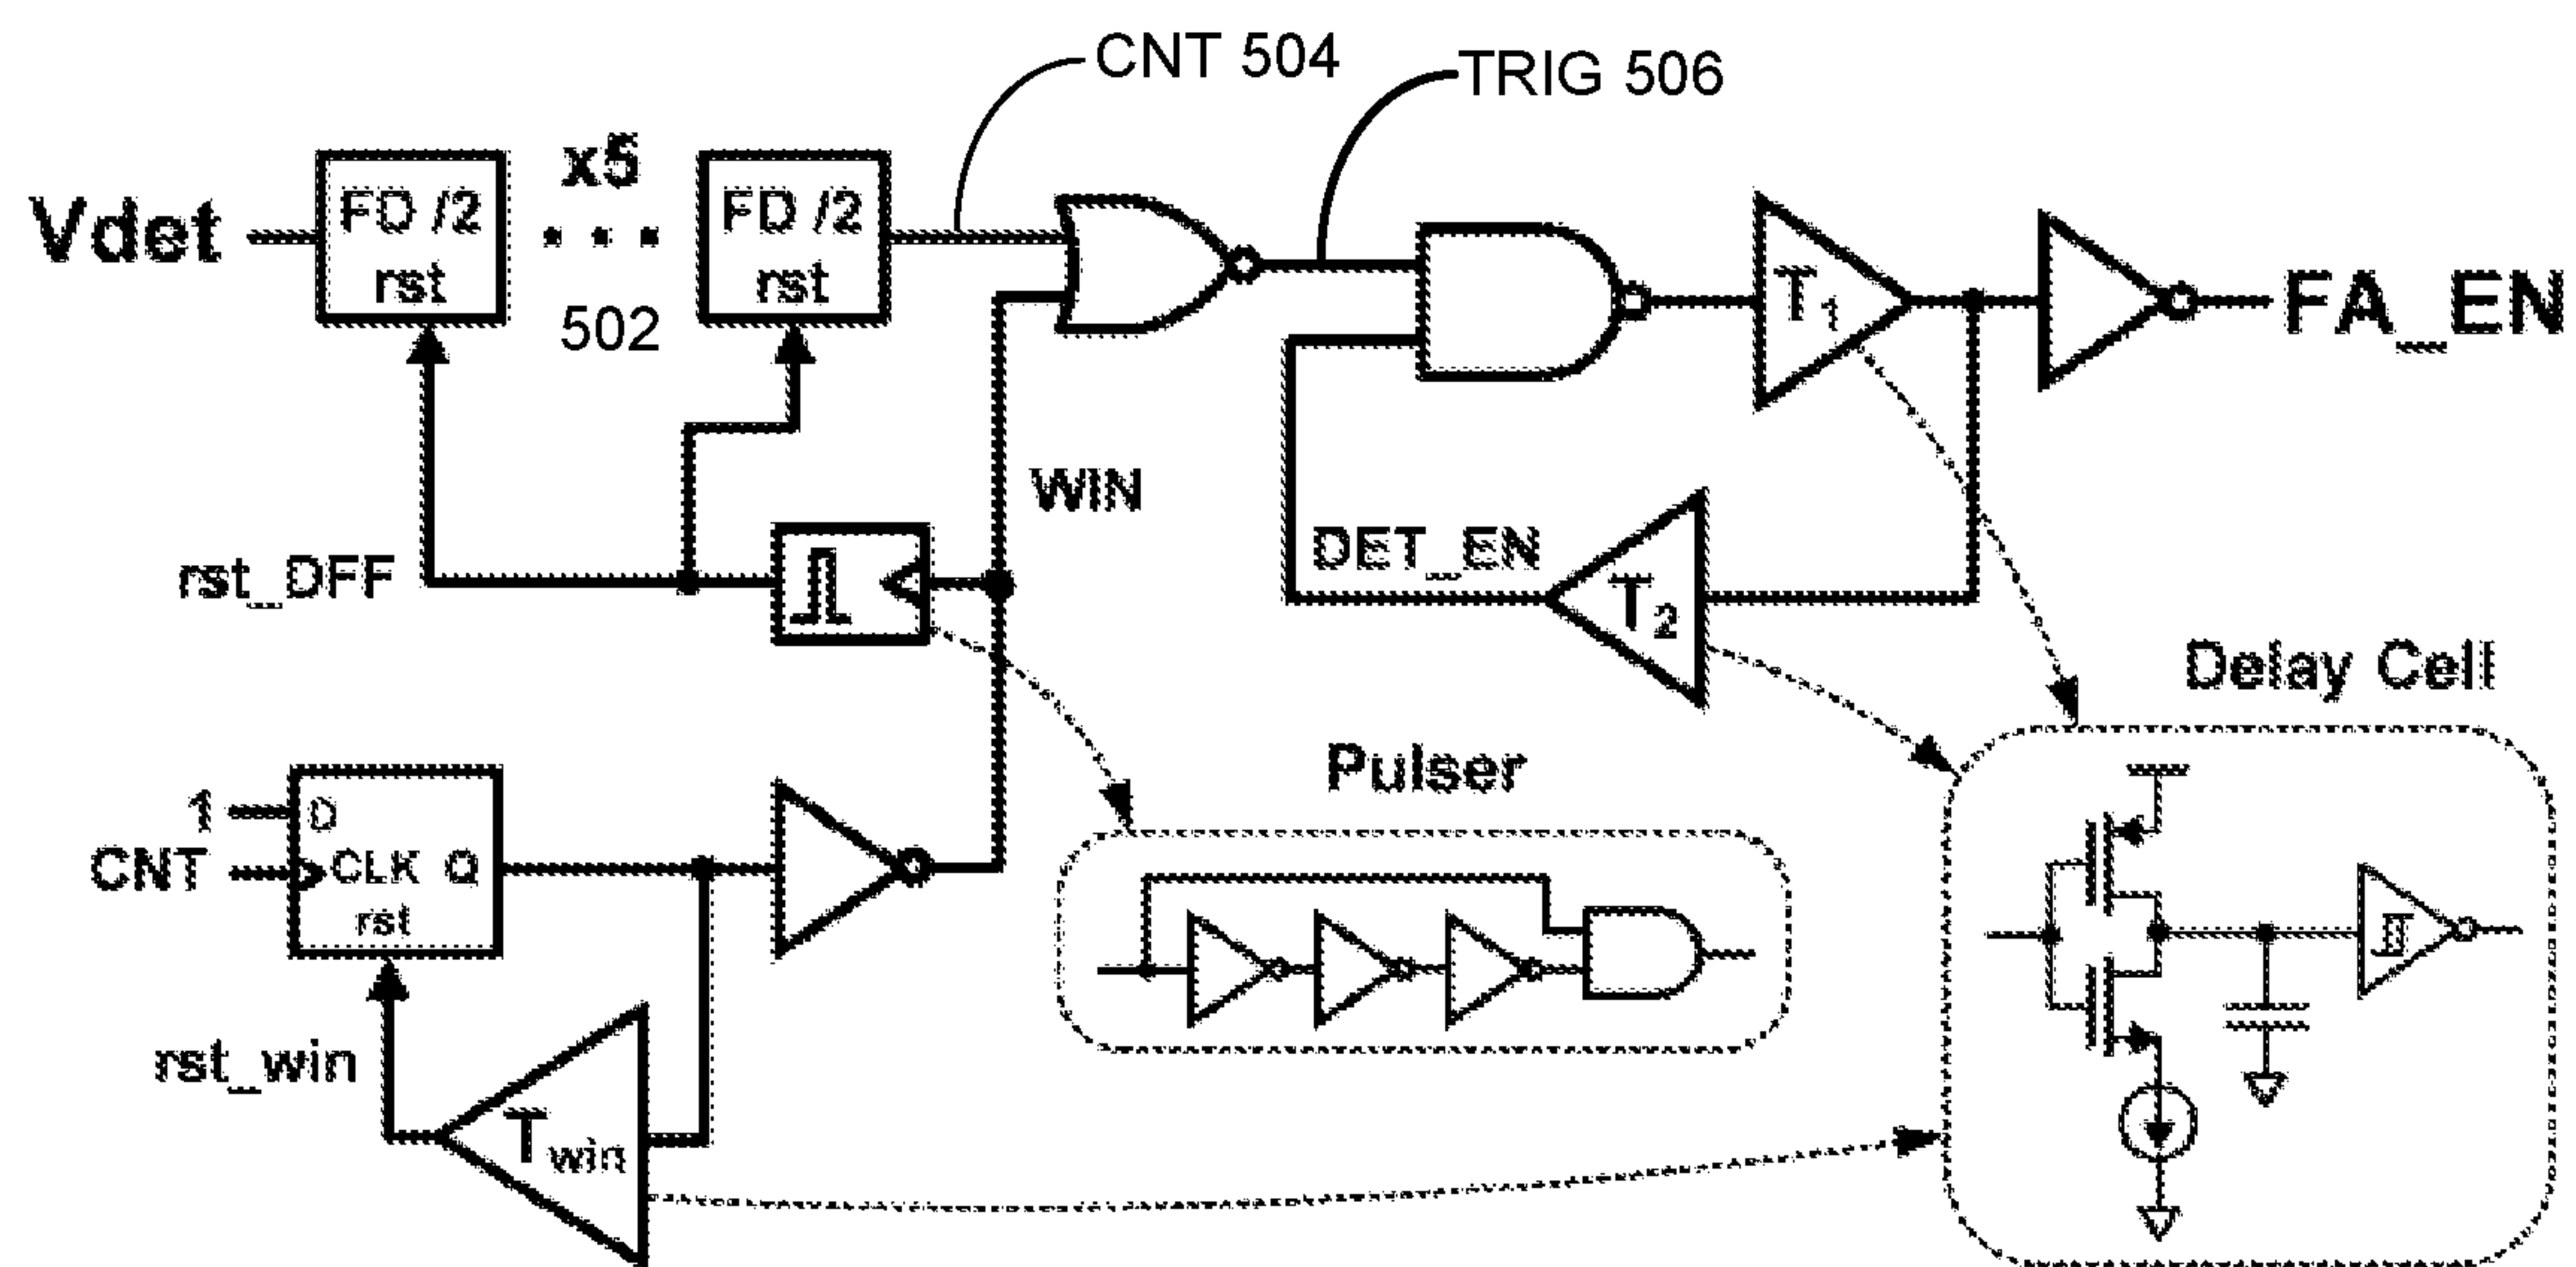 CNT 504
TRIG 506
Vdet
FD /2
rst
x5
502
FD /2
rst
T1
FA_EN
WIN
rst_DFF
DET_EN
T2
Delay Cell
Pulser
1
D
CNT
CLK Q
rst
rst_win
Twin